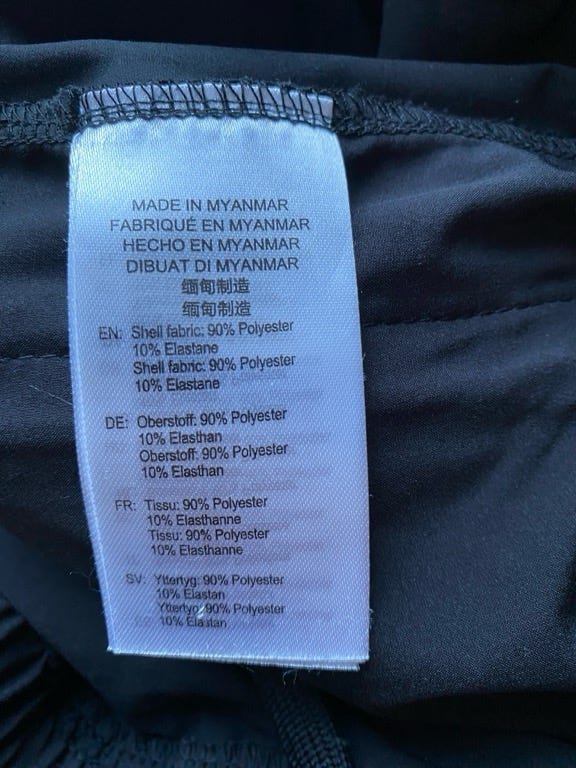 MADE IN MYANMAR
FABRIQUÉ EN MYANMAR
HECHO EN MYANMAR
DIBUAT DI MYANMAR
缅甸制造
缅甸制造
EN: Shell fabric: 90% Polyester
10% Elastane
Shell fabric: 90% Polyester
10% Elastane
DE: Oberstoff: 90% Polyester
10% Elasthan
Oberstoff: 90% Polyester
10% Elasthan
FR: Tissu: 90% Polyester
10% Elasthanne
Tissu: 90% Polyester
10% Elasthanne
SV: Yttertyg: 90% Polyester
10% Elastan
Yttertyg: 90% Polyester
10% Elastan